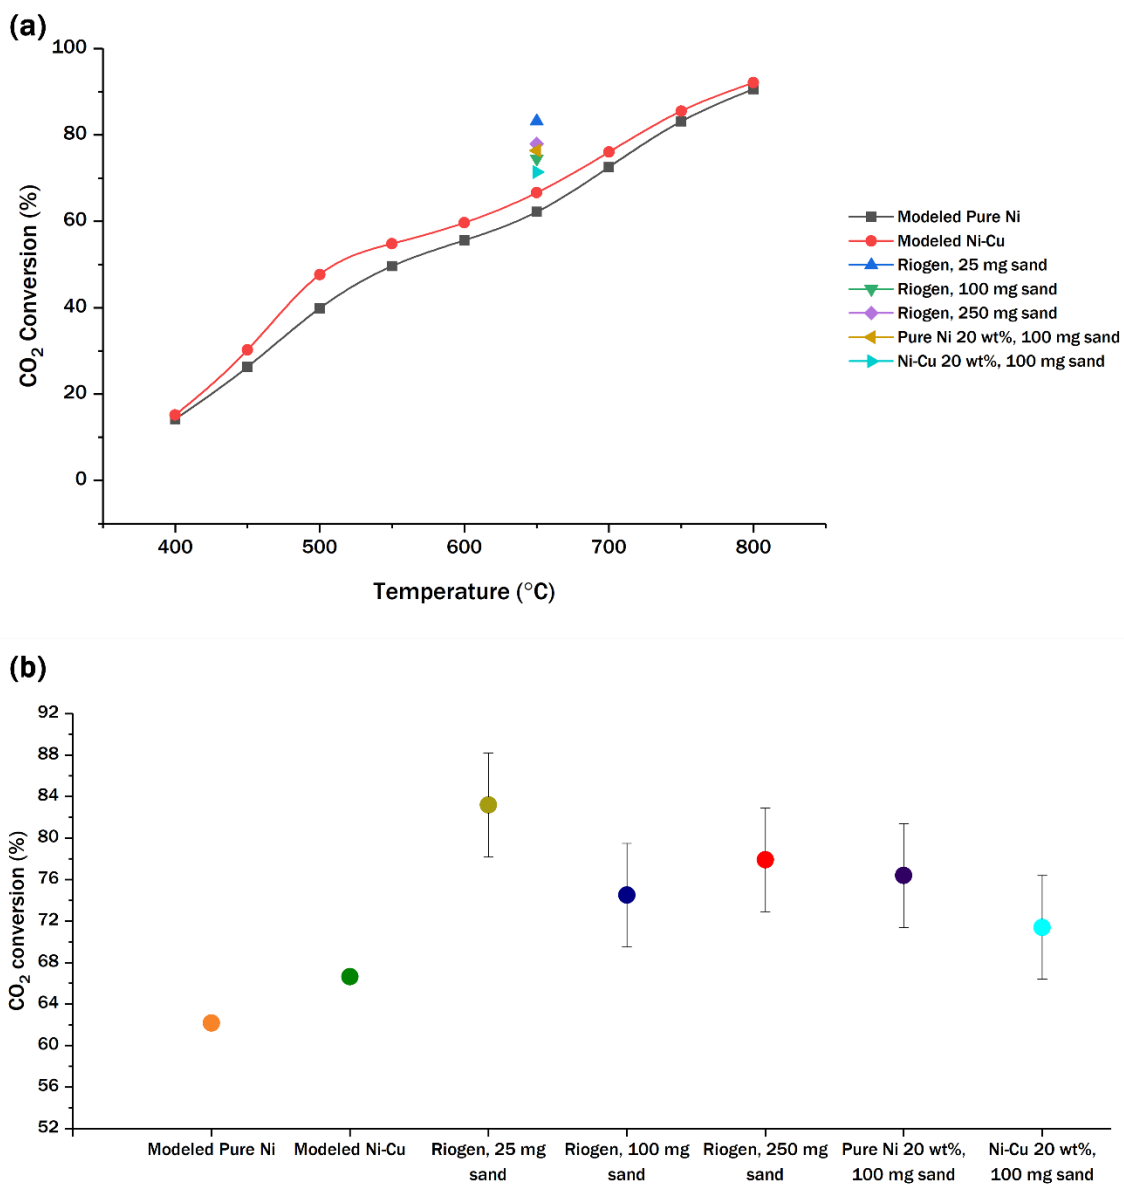 (a)
100
80
60
40
20
0
CO₂ Conversion (%)
400
500
600
700
800
Temperature (°C)
Modeled Pure Ni
Modeled Ni-Cu
Riogen, 25 mg sand
Riogen, 100 mg sand
Riogen, 250 mg sand
Pure Ni 20 wt%, 100 mg sand
Ni-Cu 20 wt%, 100 mg sand
(b)
92
88
84
80
76
72
68
64
60
56
52
CO₂ conversion (%)
Modeled Pure Ni
Modeled Ni-Cu
Riogen, 25 mg
sand
Riogen, 100 mg
sand
Riogen, 250 mg
sand
Pure Ni 20 wt%,
100 mg sand
Ni-Cu 20 wt%,
100 mg sand